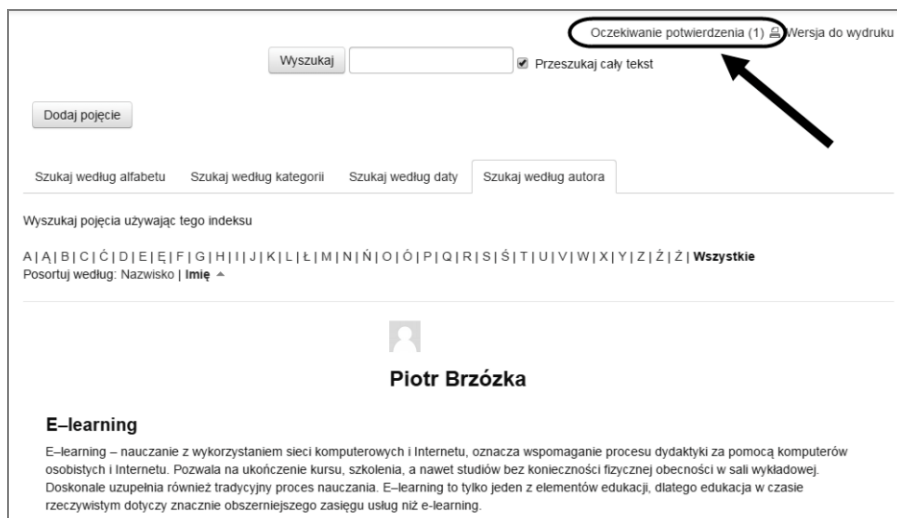 Oczekiwanie potwierdzenia (1) Wersja do wydruku
Wyszukaj Przeszukaj cały tekst
Dodaj pojęcie
Szukaj według alfabetu Szukaj według kategorii Szukaj według daty Szukaj według autora
Wyszukaj pojęcia używając tego indeksu
A | Ą | B | C | Ć | D | E | Ę | F | G | H | I | J | K | L | Ł | M | N | Ń | O | Ó | P | Q | R | S | Ś | T | U | V | W | X | Y | Z | Ź | Ż | Wszystkie
Posortuj według: Nazwisko | Imię
Piotr Brzózka
E–learning
E–learning – nauczanie z wykorzystaniem sieci komputerowych i Internetu, oznacza wspomaganie procesu dydaktyki za pomocą komputerów
osobistych i Internetu. Pozwala na ukończenie kursu, szkolenia, a nawet studiów bez konieczności fizycznej obecności w sali wykładowej.
Doskonale uzupełnia również tradycyjny proces nauczania. E–learning to tylko jeden z elementów edukacji, dlatego edukacja w czasie
rzeczywistym dotyczy znacznie obszerniejszego zasięgu usług niż e-learning.